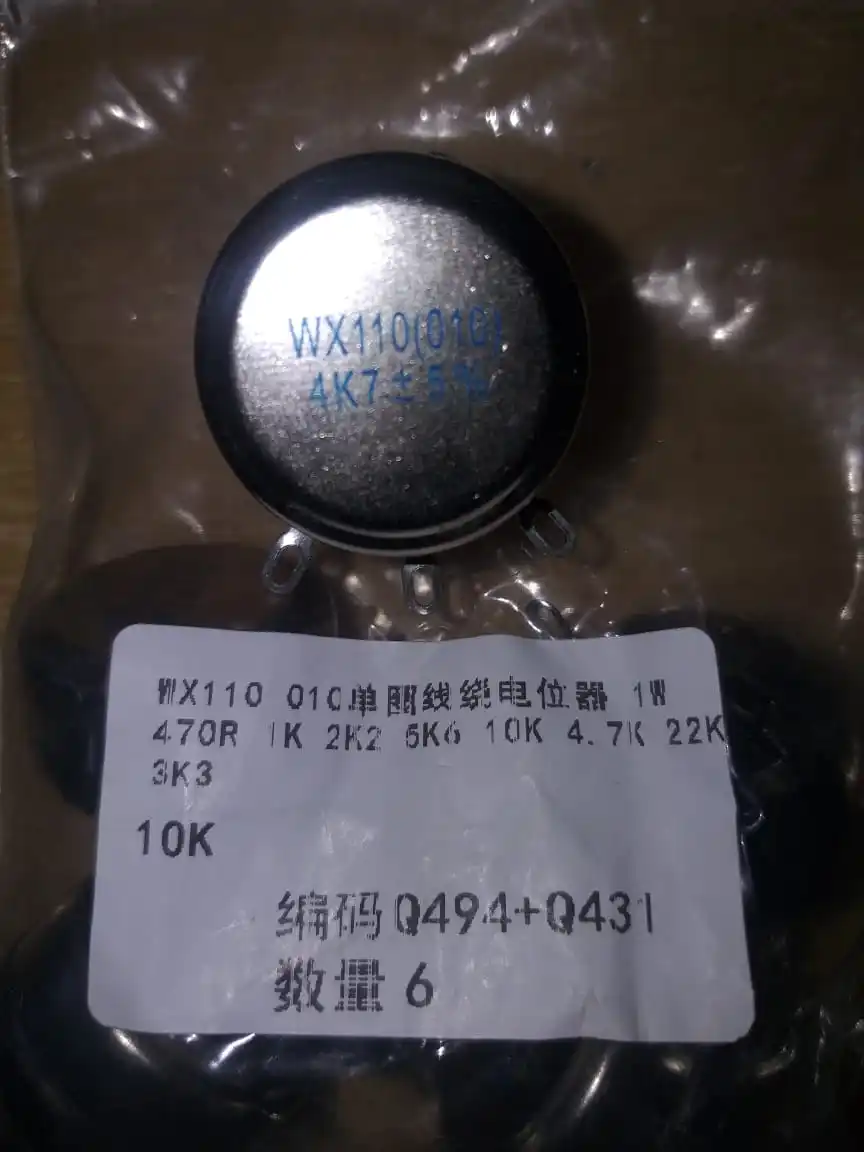 WX110(010)
4K7±5%
WX110 010单圈线绕电位器 1W
470R 1K 2K2 5K6 10K 4.7K 22K
3K3
10K
编码Q494+Q431
数量 6